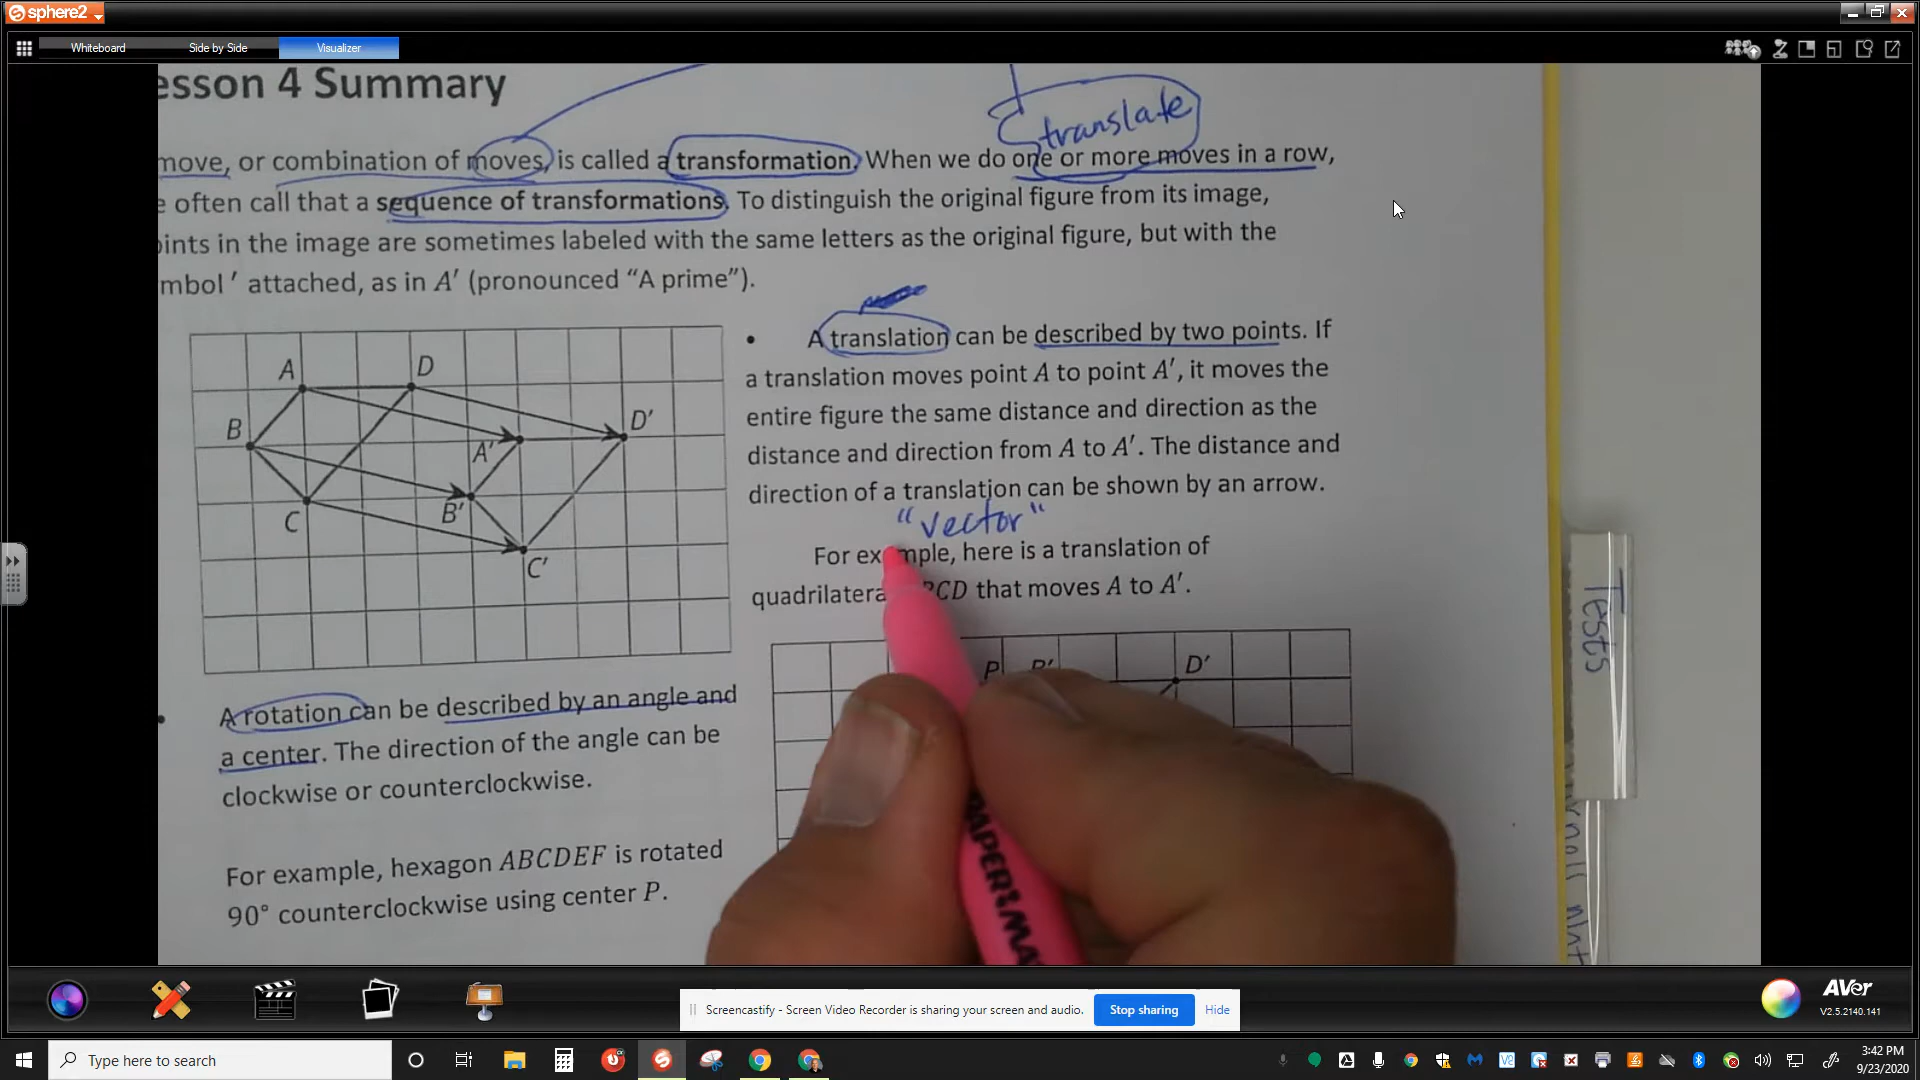 sphere2
Whiteboard
Side by Side
Visualizer
esson 4 Summary
translate
move, or combination of moves, is called a transformation. When we do one or more moves in a row,
e often call that a sequence of transformations. To distinguish the original figure from its image,
ints in the image are sometimes labeled with the same letters as the original figure, but with the
mbol ′ attached, as in A′ (pronounced “A prime”).
A
D
B
A′
D′
C
B′
C′
• A translation can be described by two points. If
a translation moves point A to point A′, it moves the
entire figure the same distance and direction as the
distance and direction from A to A′. The distance and
direction of a translation can be shown by an arrow.
"vector"
For example, here is a translation of
quadrilatera BCD that moves A to A′.
D′
• A rotation can be described by an angle and
a center. The direction of the angle can be
clockwise or counterclockwise.
For example, hexagon ABCDEF is rotated
90° counterclockwise using center P.
PAPERMA
Tests
AVer
V2.5.2140.141
Screencastify - Screen Video Recorder is sharing your screen and audio.
Stop sharing
Hide
Type here to search
3:42 PM
9/23/2020